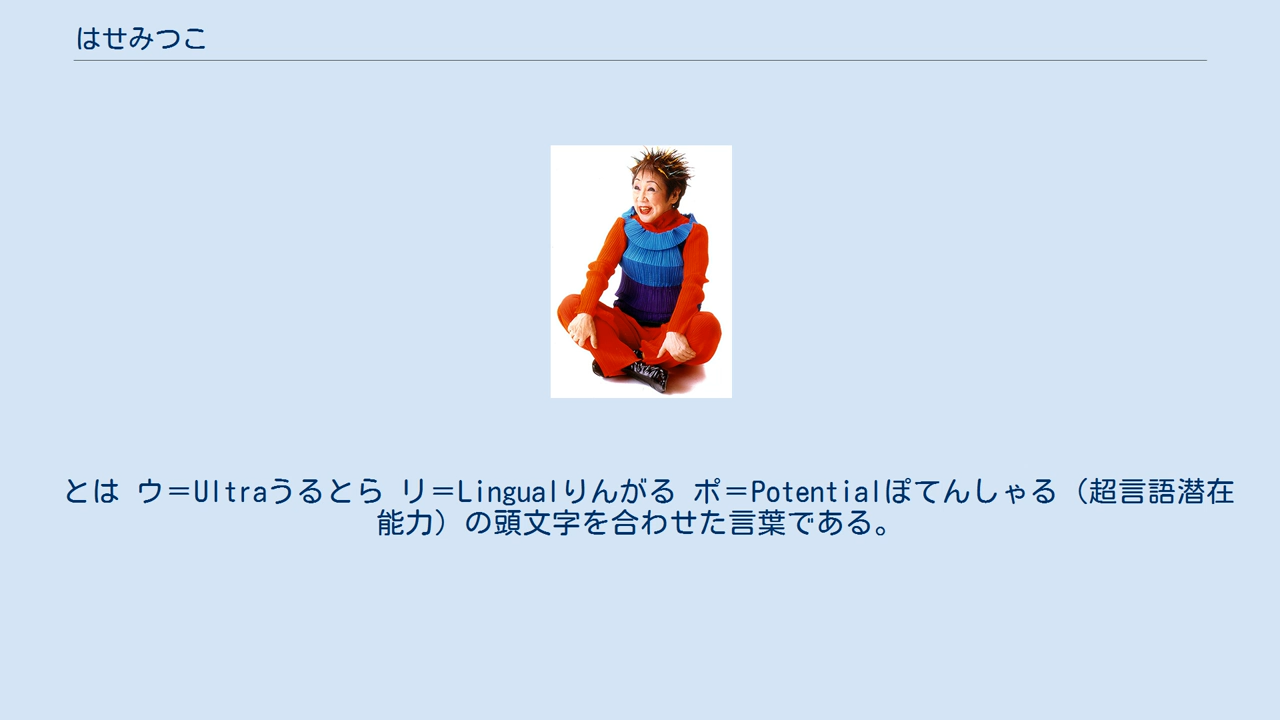 はせみつこ
とは ウ＝Ultraうるとら リ＝Lingualりんがる ポ＝Potentialぽてんしゃる（超言語潜在
能力）の頭文字を合わせた言葉である。